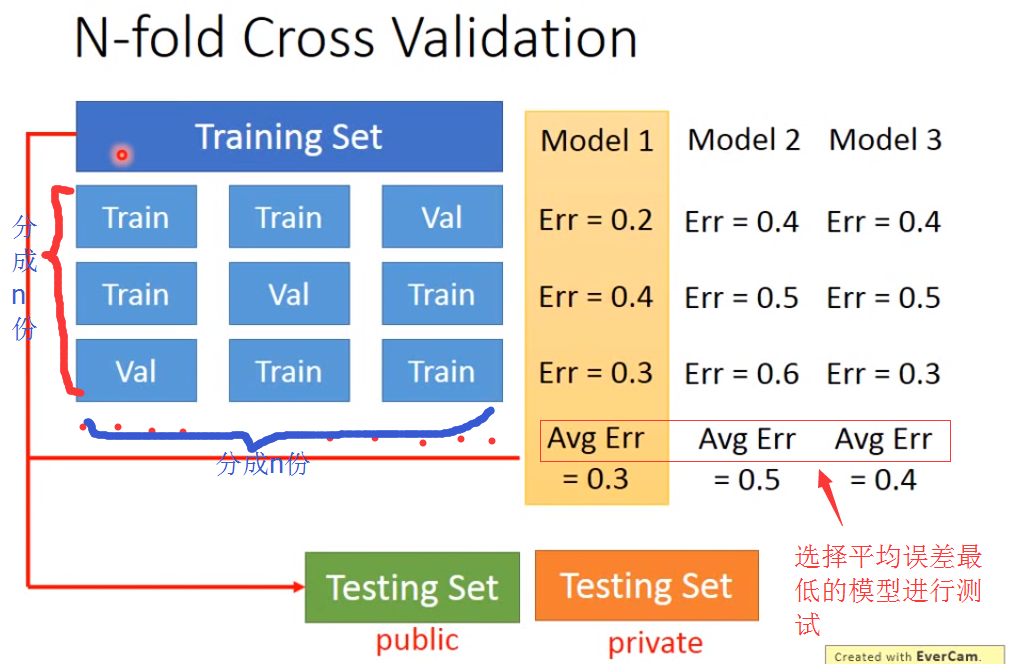 N-fold Cross Validation
Training Set
Model 1 Model 2 Model 3
Train Train Val
Err = 0.2 Err = 0.4 Err = 0.4
分成n份
Train Val Train
Err = 0.4 Err = 0.5 Err = 0.5
Val Train Train
Err = 0.3 Err = 0.6 Err = 0.3
分成n份
Avg Err Avg Err Avg Err
= 0.3 = 0.5 = 0.4
选择平均误差最
低的模型进行测
试
Testing Set Testing Set
public private
Created with EverCam.